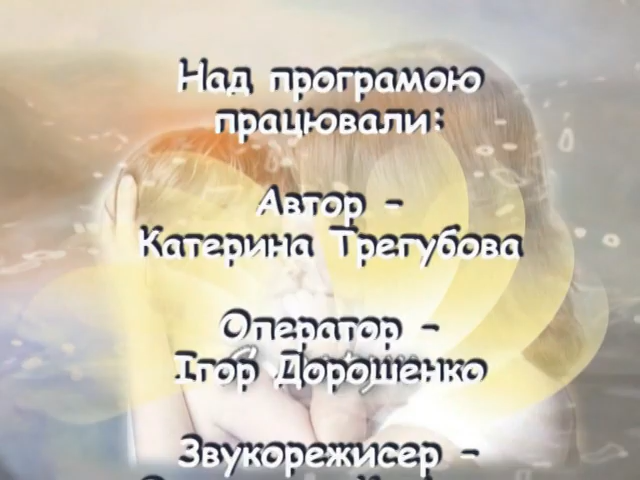 Над програмою
працювали:
Автор –
Катерина Трегубова
Оператор –
Ігор Дорошенко
Звукорежисер –